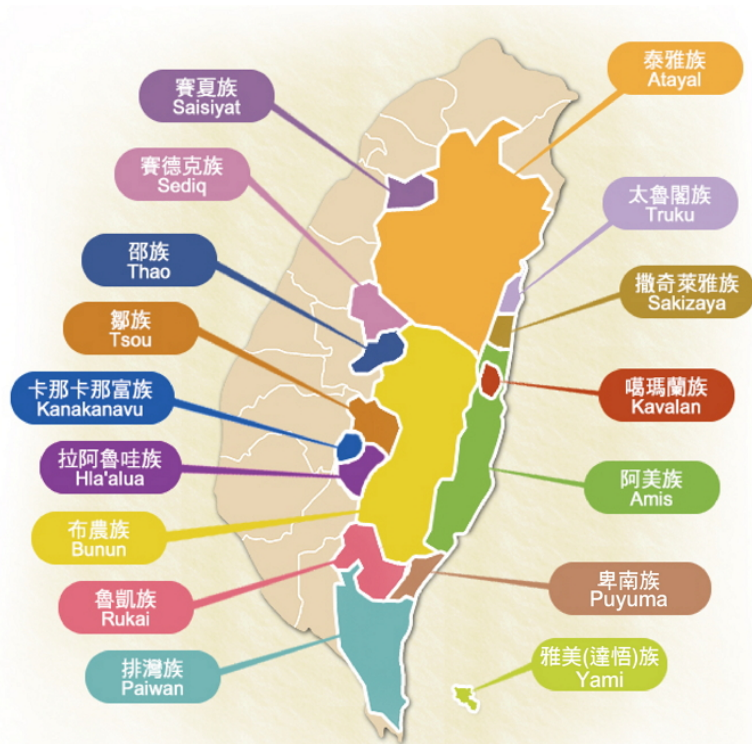 賽夏族
Saisiyat
賽德克族
Sediq
邵族
Thao
鄒族
Tsou
卡那卡那富族
Kanakanavu
拉阿魯哇族
Hla'alua
布農族
Bunun
魯凱族
Rukai
排灣族
Paiwan
泰雅族
Atayal
太魯閣族
Truku
撒奇萊雅族
Sakizaya
噶瑪蘭族
Kavalan
阿美族
Amis
卑南族
Puyuma
雅美(達悟)族
Yami